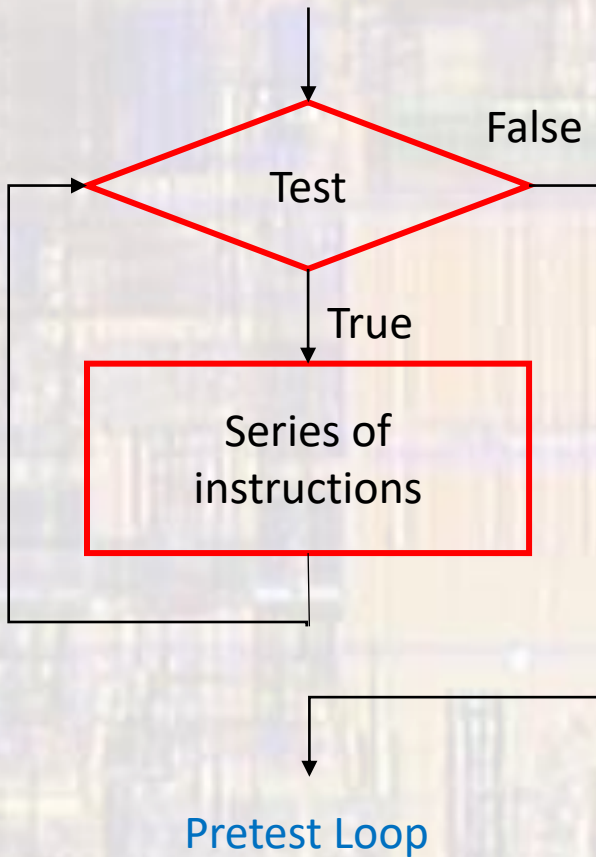 False
Test
True
Series of
instructions
Pretest Loop